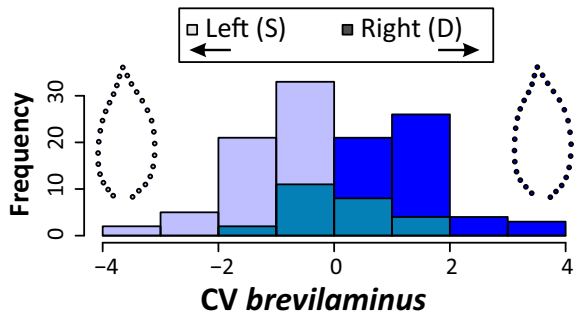 Left (S) Right (D)
Frequency
30
20
10
0
−4 −2 0 2 4
CV brevilaminus